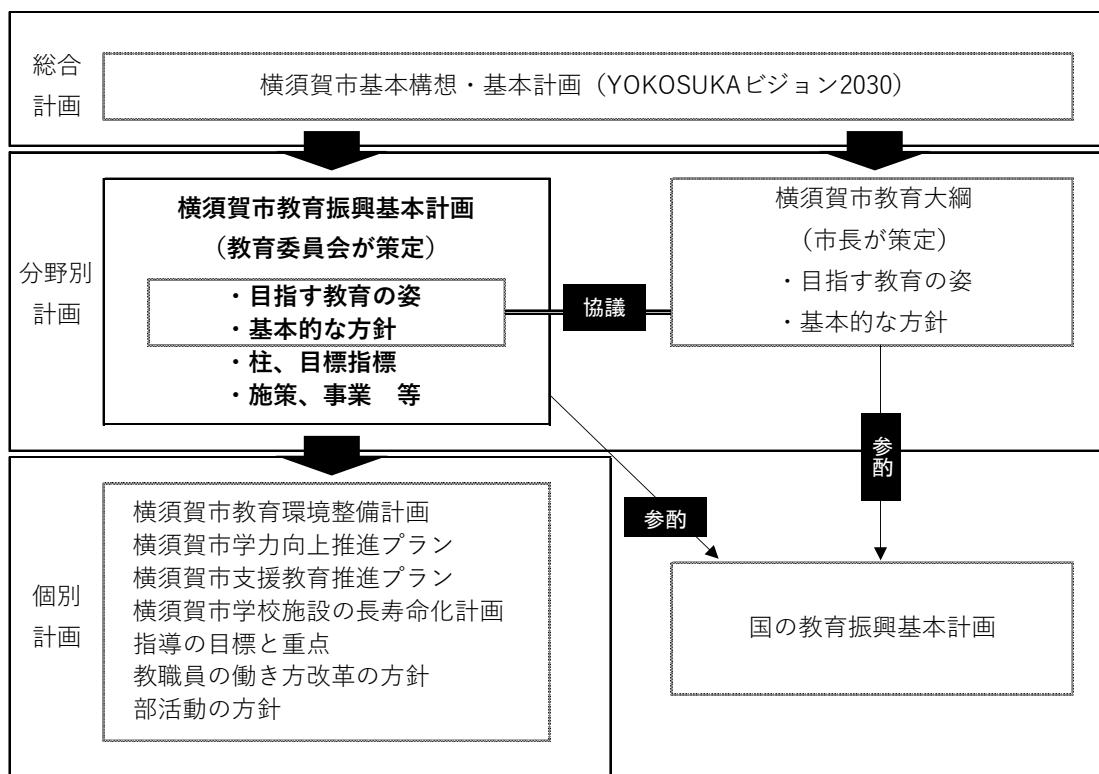 総合
計画
横須賀市基本構想・基本計画（YOKOSUKAビジョン2030）
分野別
計画
横須賀市教育振興基本計画
（教育委員会が策定）
・目指す教育の姿
・基本的な方針
・柱、目標指標
・施策、事業　等
協議
横須賀市教育大綱
（市長が策定）
・目指す教育の姿
・基本的な方針
参酌
参酌
個別
計画
横須賀市教育環境整備計画
横須賀市学力向上推進プラン
横須賀市支援教育推進プラン
横須賀市学校施設の長寿命化計画
指導の目標と重点
教職員の働き方改革の方針
部活動の方針
国の教育振興基本計画